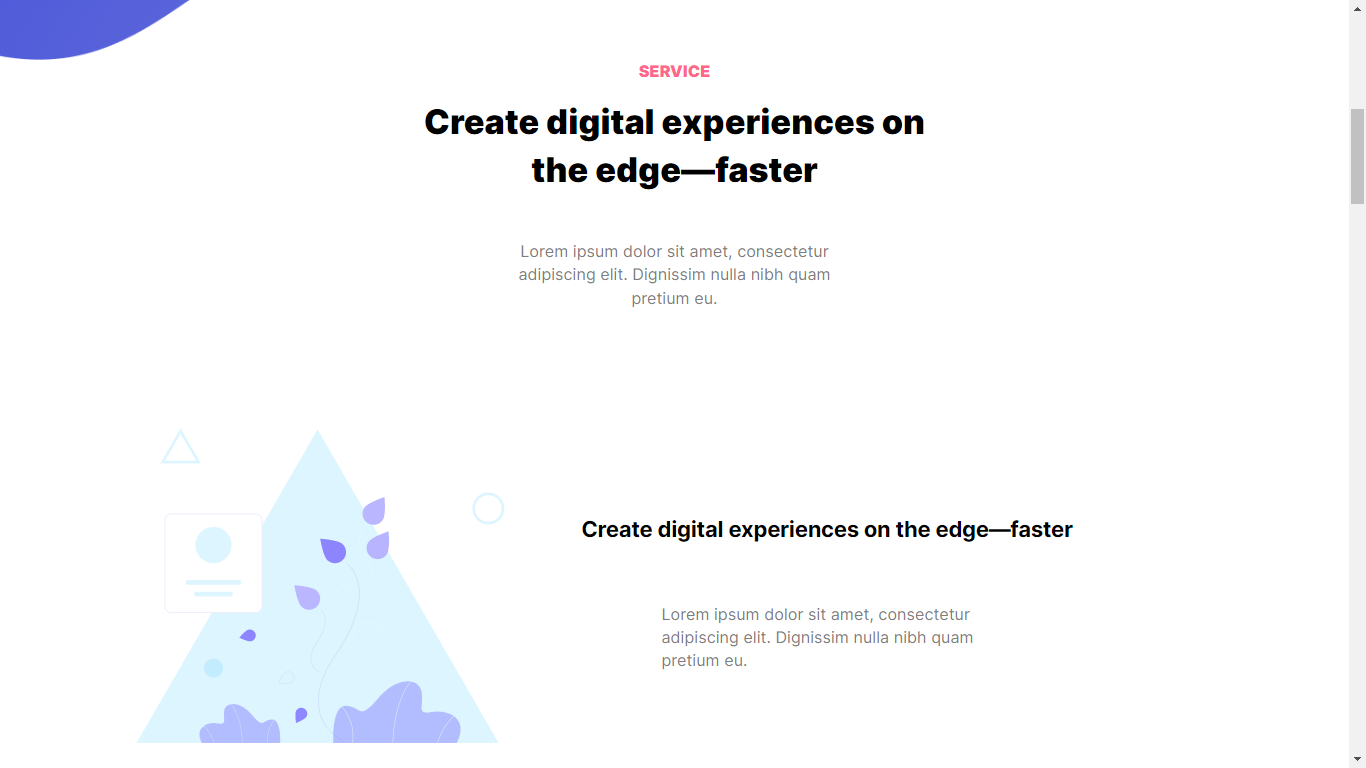 SERVICE
Create digital experiences on
the edge—faster
Lorem ipsum dolor sit amet, consectetur
adipiscing elit. Dignissim nulla nibh quam
pretium eu.
Create digital experiences on the edge—faster
Lorem ipsum dolor sit amet, consectetur
adipiscing elit. Dignissim nulla nibh quam
pretium eu.